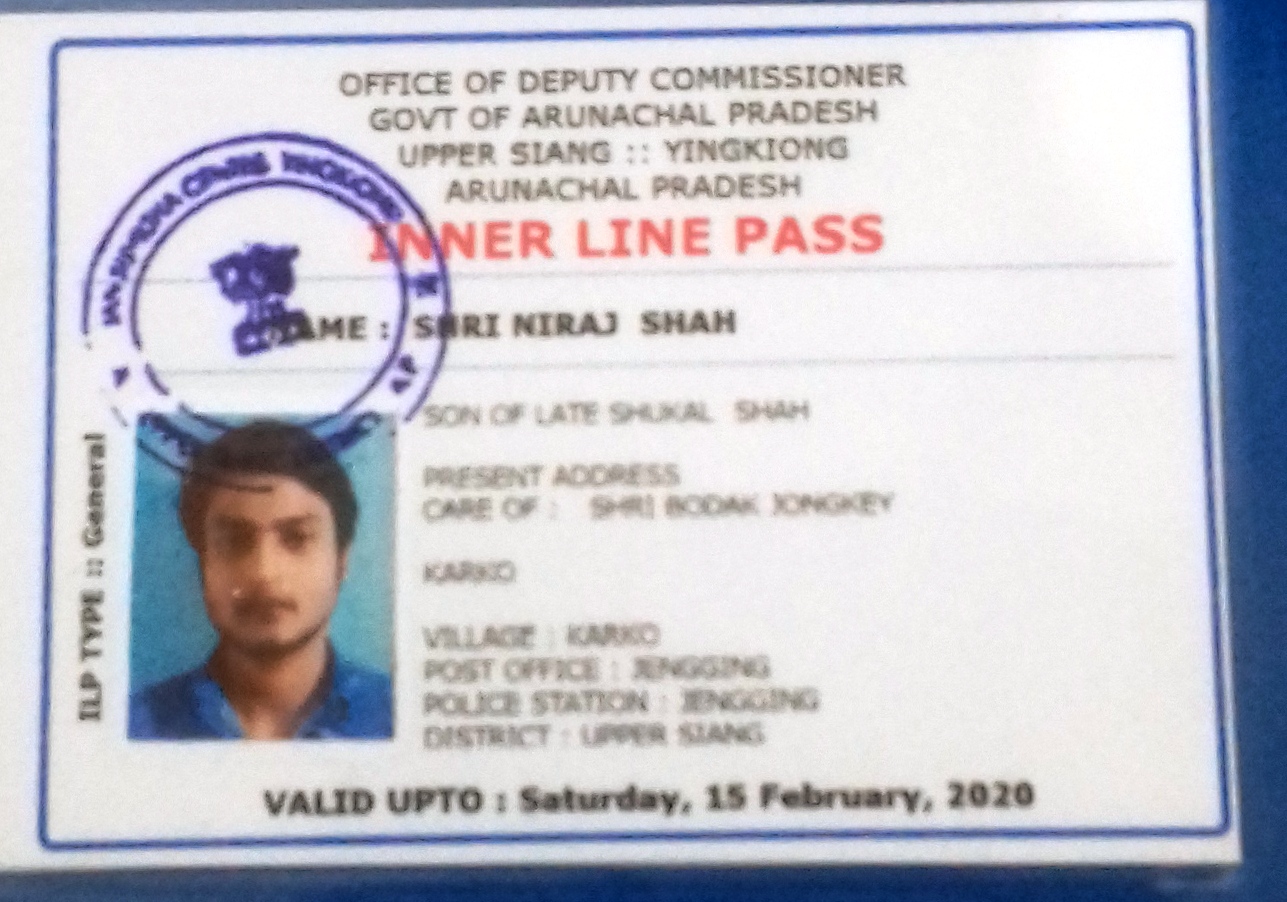 OFFICE OF DEPUTY COMMISSIONER
GOVT OF ARUNACHAL PRADESH
UPPER SIANG :: YINGKIONG
ARUNACHAL PRADESH
INNER LINE PASS
NAME : SHRI NIRAJ SHAH
SON OF LATE SHUKAL SHAH
PRESENT ADDRESS
CARE OF : SHRI BODAK JONGKEY
KARKO
VILLAGE : KARKO
POST OFFICE : JENGGING
POLICE STATION : JENGGING
DISTRICT : UPPER SIANG
ILP TYPE :: General
VALID UPTO : Saturday, 15 February, 2020